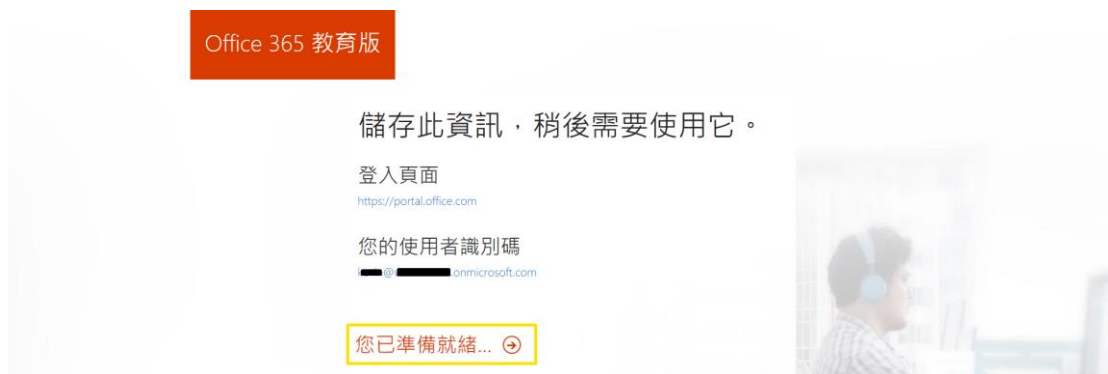 Office 365 教育版
儲存此資訊，稍後需要使用它。
登入頁面
https://portal.office.com
您的使用者識別碼
@ .onmicrosoft.com
您已準備就緒...